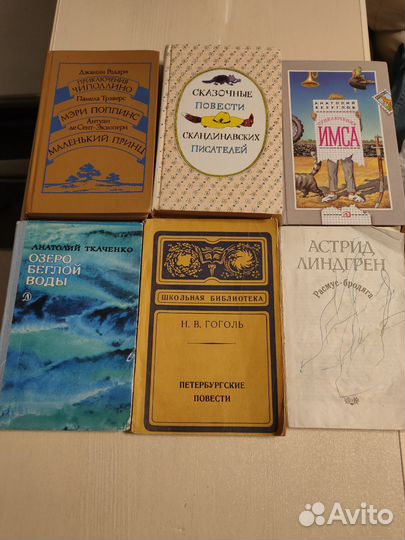 Джанни Родари
ПРИКЛЮЧЕНИЯ
ЧИПОЛЛИНО
Памела Трэверс
МЭРИ ПОППИНС
Антуан
де Сент-Экзюпери
МАЛЕНЬКИЙ ПРИНЦ
СКАЗОЧНЫЕ
ПОВЕСТИ
СКАНДИНАВСКИХ
ПИСАТЕЛЕЙ
АНАТОЛИЙ
БЕЗУГЛОВ
ИМСА
АНАТОЛИЙ ТКАЧЕНКО
ОЗЕРО
БЕГЛОЙ
ВОДЫ
ШКОЛЬНАЯ БИБЛИОТЕКА
Н. В. ГОГОЛЬ
ПЕТЕРБУРГСКИЕ
ПОВЕСТИ
АСТРИД
ЛИНДГРЕН
Расмус-бродяга
Avito